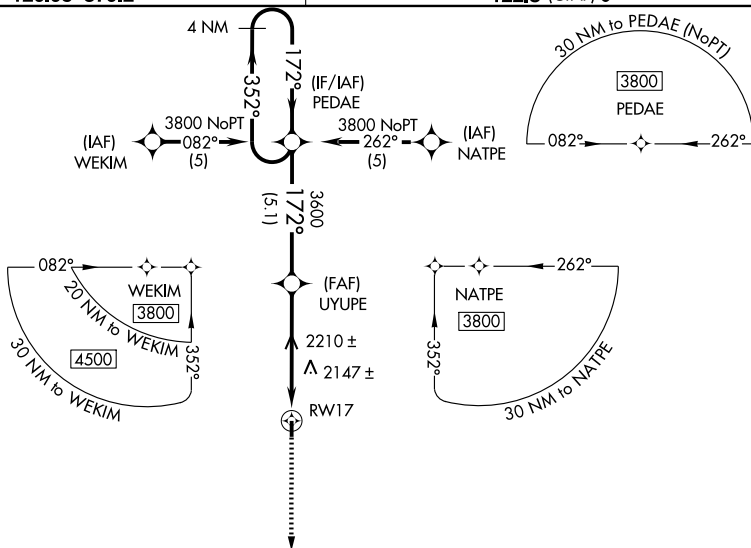 4 NM
352°
172°
(IF/IAF)
PEDAE
(IAF)
WEKIM
3800 NoPT
082°
(5)
3800 NoPT
262°
(5)
(IAF)
NATPE
30 NM to PEDAE (NoPT)
3800
PEDAE
082°
262°
3600
172°
(5.1)
(FAF)
UYUPE
2210 ±
2147 ±
RW17
082°
WEKIM
3800
20 NM to WEKIM
4500
30 NM to WEKIM
352°
262°
NATPE
3800
352°
30 NM to NATPE